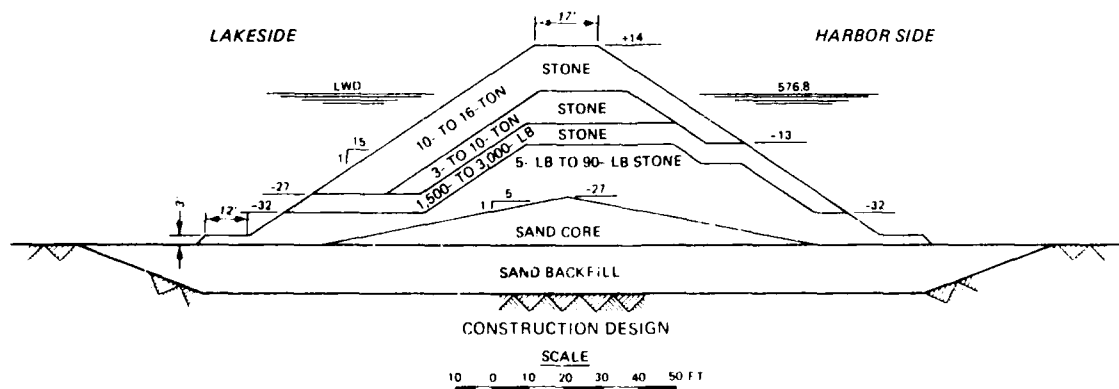 17'
LAKESIDE
HARBOR SIDE
+14
STONE
LWD
576.8
10- TO 16-TON
STONE
3- TO 10-TON
STONE
1,500- TO 3,000-LB
5-LB TO 90-LB STONE
15
1
-13
-27
-32
12'
3'
5
1
-27
-32
SAND CORE
SAND BACKFILL
CONSTRUCTION DESIGN
SCALE
10 0 10 20 30 40 50 FT